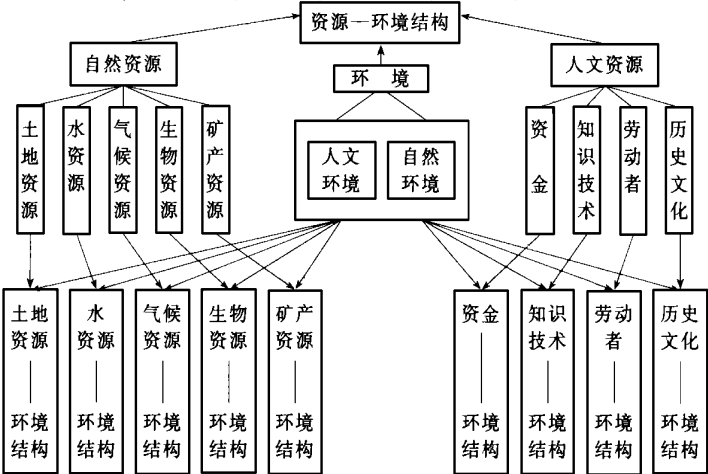 资源—环境结构
自然资源
环 境
人文资源
土地资源
水资源
气候资源
生物资源
矿产资源
人文
环境
自然
环境
资 金
知识技术
劳动者
历史文化
土地
资源
—
环境
结构
水
资源
—
环境
结构
气候
资源
—
环境
结构
生物
资源
—
环境
结构
矿产
资源
—
环境
结构
资金
—
环境
结构
知识
技术
—
环境
结构
劳动
者
—
环境
结构
历史
文化
—
环境
结构